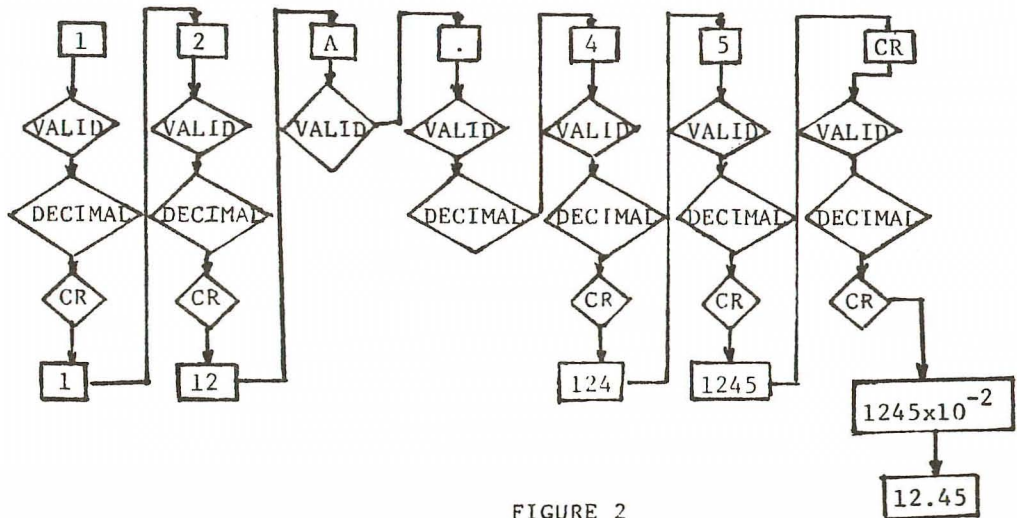 1 2 A . 4 5 CR
VALID VALID VALID VALID VALID VALID VALID
DECIMAL DECIMAL DECIMAL DECIMAL DECIMAL DECIMAL
CR CR CR CR CR
1 12 124 1245
1245x10⁻²
12.45
FIGURE 2